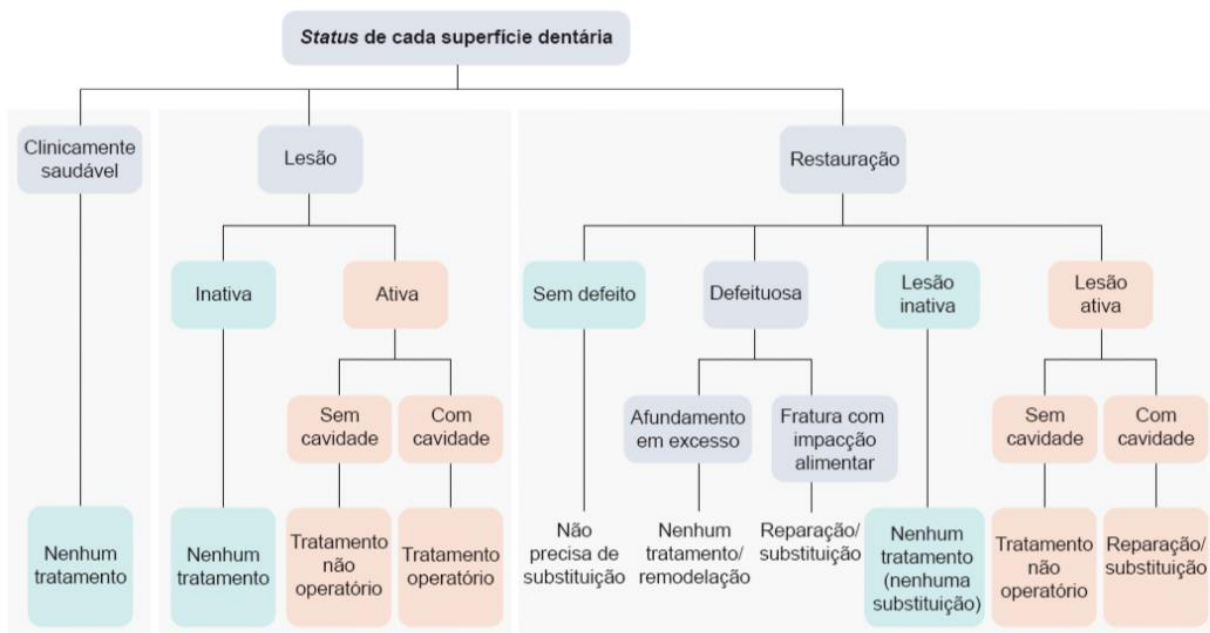 Status de cada superfície dentária
Clinicamente
saudável
Lesão
Restauração
Inativa
Ativa
Sem defeito
Defeituosa
Lesão
inativa
Lesão
ativa
Sem
cavidade
Com
cavidade
Afundamento
em excesso
Fratura com
impacção
alimentar
Sem
cavidade
Com
cavidade
Nenhum
tratamento
Nenhum
tratamento
Tratamento
não
operatório
Tratamento
operatório
Não
precisa de
substituição
Nenhum
tratamento/
remodelação
Reparação/
substituição
Nenhum
tratamento
(nenhuma
substituição)
Tratamento
não
operatório
Reparação/
substituição